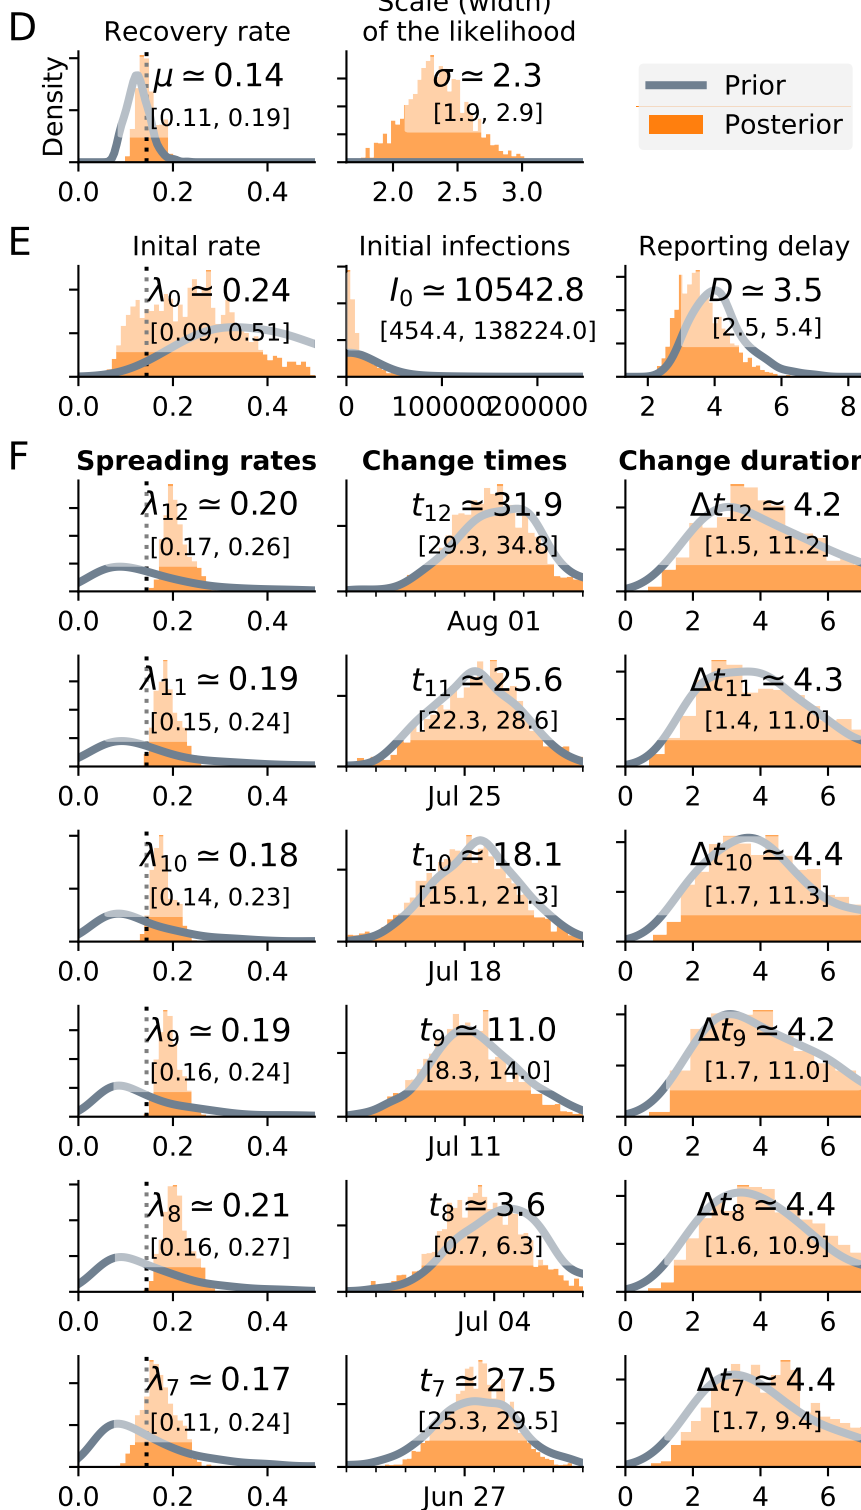 D
Recovery rate
Scale (width)
of the likelihood
Density
μ ≃ 0.14
[0.11, 0.19]
0.0 0.2 0.4
σ ≃ 2.3
[1.9, 2.9]
2.0 2.5 3.0
Prior
Posterior
E
Inital rate
λ0 ≃ 0.24
[0.09, 0.51]
0.0 0.2 0.4
Initial infections
I0 ≃ 10542.8
[454.4, 138224.0]
0 100000 200000
Reporting delay
D ≃ 3.5
[2.5, 5.4]
2 4 6 8
F
Spreading rates Change times Change duration
λ12 ≃ 0.20
[0.17, 0.26]
0.0 0.2 0.4
t12 ≃ 31.9
[29.3, 34.8]
Aug 01
Δt12 ≃ 4.2
[1.5, 11.2]
0 2 4 6
λ11 ≃ 0.19
[0.15, 0.24]
0.0 0.2 0.4
t11 ≃ 25.6
[22.3, 28.6]
Jul 25
Δt11 ≃ 4.3
[1.4, 11.0]
0 2 4 6
λ10 ≃ 0.18
[0.14, 0.23]
0.0 0.2 0.4
t10 ≃ 18.1
[15.1, 21.3]
Jul 18
Δt10 ≃ 4.4
[1.7, 11.3]
0 2 4 6
λ9 ≃ 0.19
[0.16, 0.24]
0.0 0.2 0.4
t9 ≃ 11.0
[8.3, 14.0]
Jul 11
Δt9 ≃ 4.2
[1.7, 11.0]
0 2 4 6
λ8 ≃ 0.21
[0.16, 0.27]
0.0 0.2 0.4
t8 ≃ 3.6
[0.7, 6.3]
Jul 04
Δt8 ≃ 4.4
[1.6, 10.9]
0 2 4 6
λ7 ≃ 0.17
[0.11, 0.24]
0.0 0.2 0.4
t7 ≃ 27.5
[25.3, 29.5]
Jun 27
Δt7 ≃ 4.4
[1.7, 9.4]
0 2 4 6